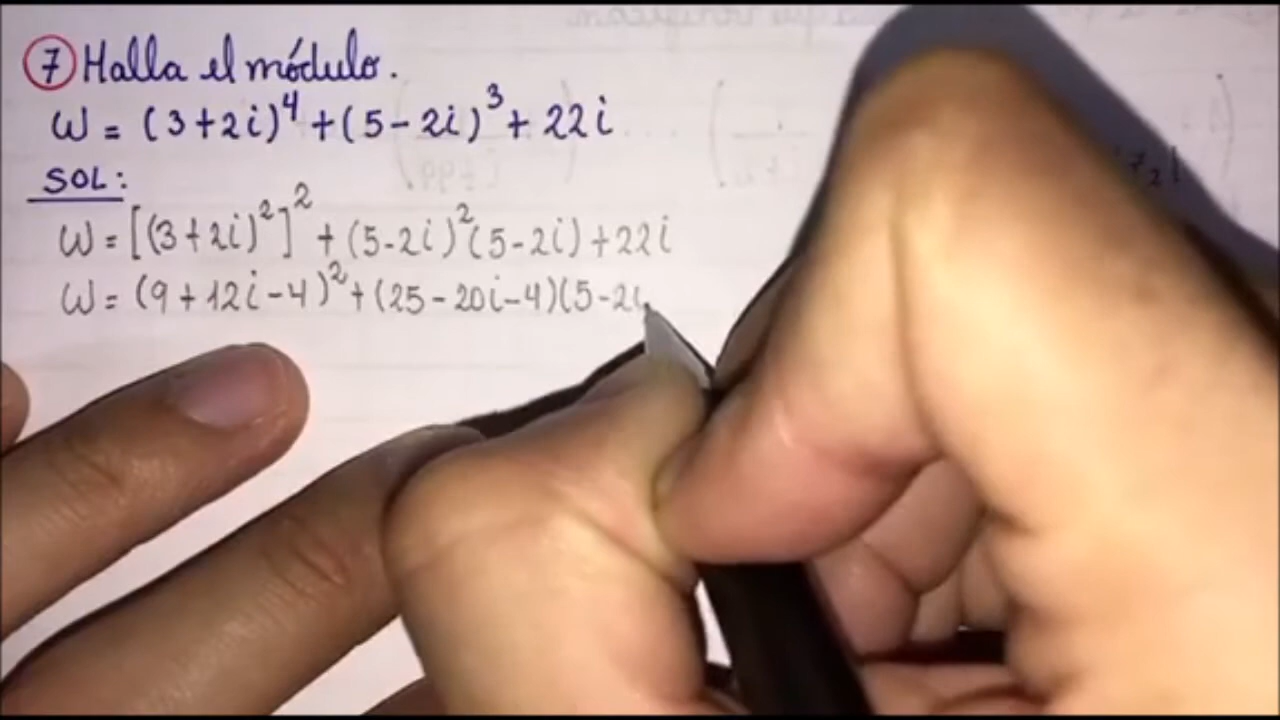 7 Halla el módulo.
W = (3+2i)⁴ + (5-2i)³ + 22i
SOL:
W = [(3+2i)²]² + (5-2i)²(5-2i) + 22i
W = (9+12i-4)² + (25-20i-4)(5-2i